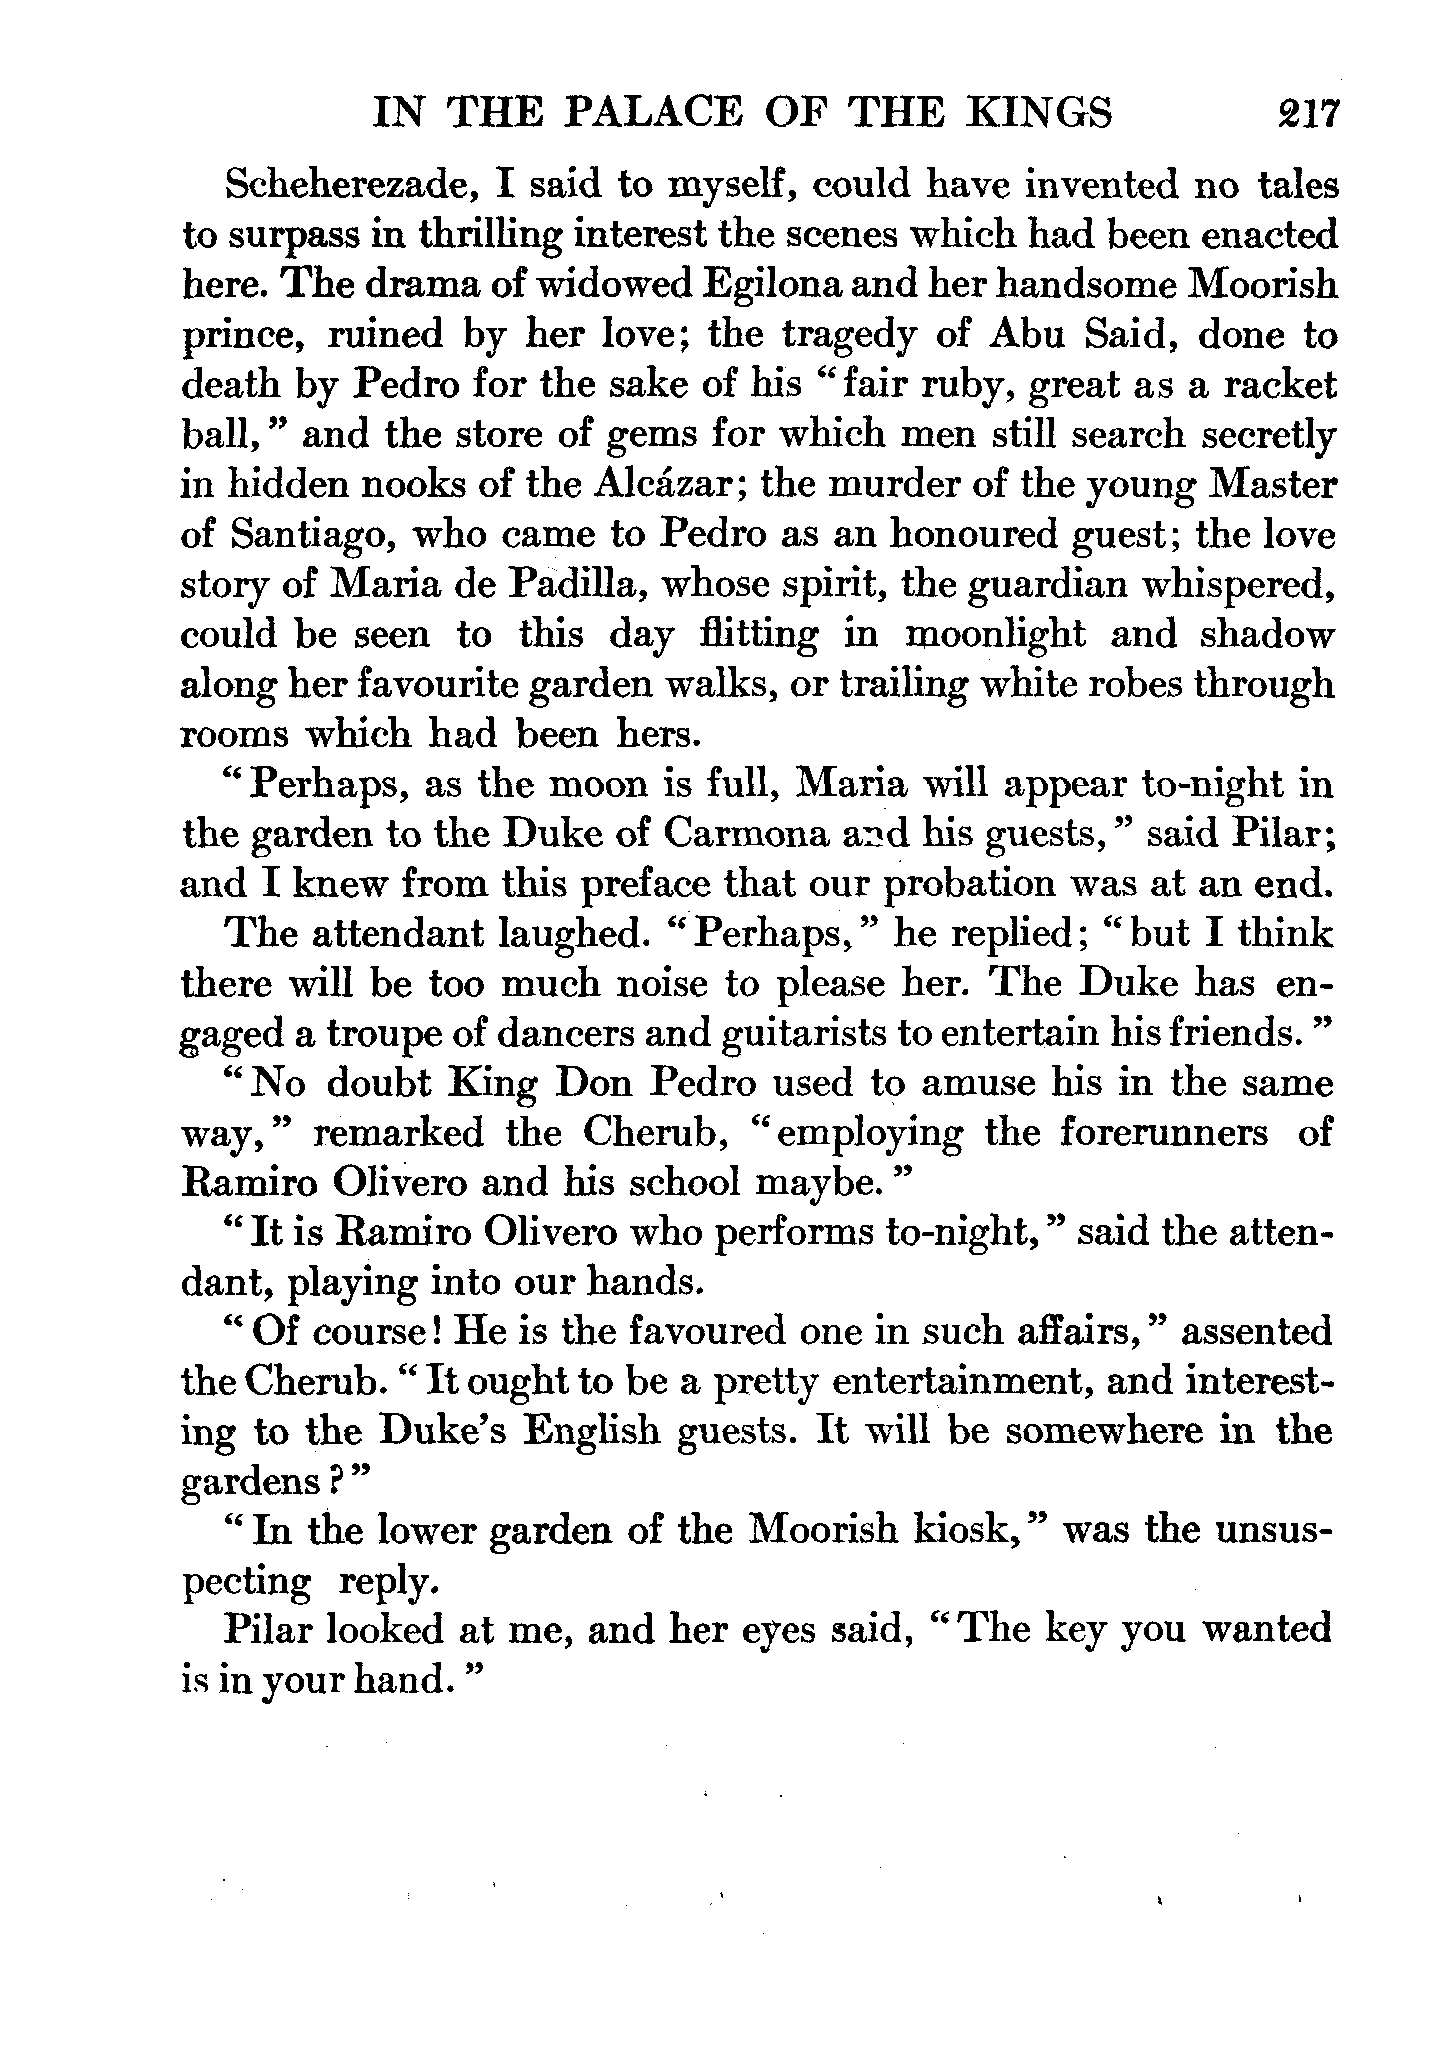 IN THE PALACE OF THE KINGS 217
Scheherezade, I said to myself, could have invented no tales
to surpass in thrilling interest the scenes which had been enacted
here. The drama of widowed Egilona and her handsome Moorish
prince, ruined by her love; the tragedy of Abu Said, done to
death by Pedro for the sake of his “fair ruby, great as a racket
ball,” and the store of gems for which men still search secretly
in hidden nooks of the Alcázar; the murder of the young Master
of Santiago, who came to Pedro as an honoured guest; the love
story of Maria de Padilla, whose spirit, the guardian whispered,
could be seen to this day flitting in moonlight and shadow
along her favourite garden walks, or trailing white robes through
rooms which had been hers.
“Perhaps, as the moon is full, Maria will appear to-night in
the garden to the Duke of Carmona and his guests,” said Pilar;
and I knew from this preface that our probation was at an end.
The attendant laughed. “Perhaps,” he replied; “but I think
there will be too much noise to please her. The Duke has en-
gaged a troupe of dancers and guitarists to entertain his friends.”
“No doubt King Don Pedro used to amuse his in the same
way,” remarked the Cherub, “employing the forerunners of
Ramiro Olivero and his school maybe.”
“It is Ramiro Olivero who performs to-night,” said the atten-
dant, playing into our hands.
“Of course! He is the favoured one in such affairs,” assented
the Cherub. “It ought to be a pretty entertainment, and interest-
ing to the Duke’s English guests. It will be somewhere in the
gardens?”
“In the lower garden of the Moorish kiosk,” was the unsus-
pecting reply.
Pilar looked at me, and her eyes said, “The key you wanted
is in your hand.”